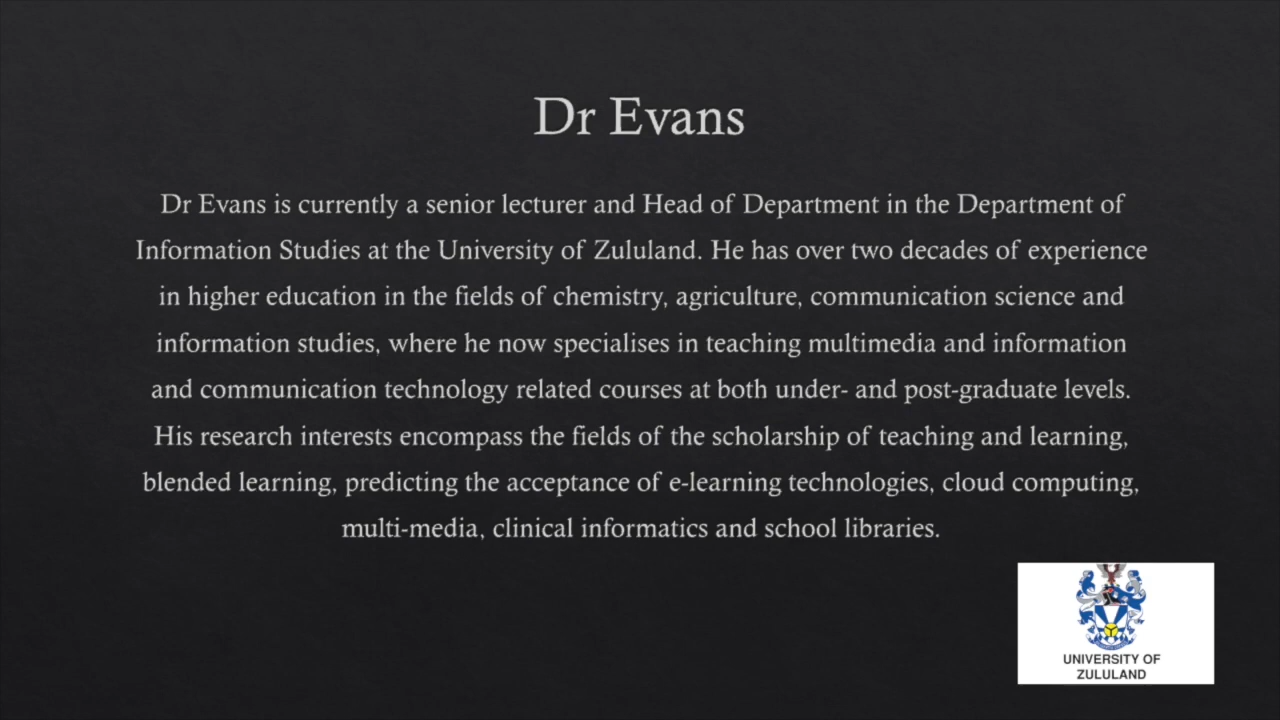 Dr Evans
Dr Evans is currently a senior lecturer and Head of Department in the Department of
Information Studies at the University of Zululand. He has over two decades of experience
in higher education in the fields of chemistry, agriculture, communication science and
information studies, where he now specialises in teaching multimedia and information
and communication technology related courses at both under- and post-graduate levels.
His research interests encompass the fields of the scholarship of teaching and learning,
blended learning, predicting the acceptance of e-learning technologies, cloud computing,
multi-media, clinical informatics and school libraries.
UNIVERSITY OF
ZULULAND